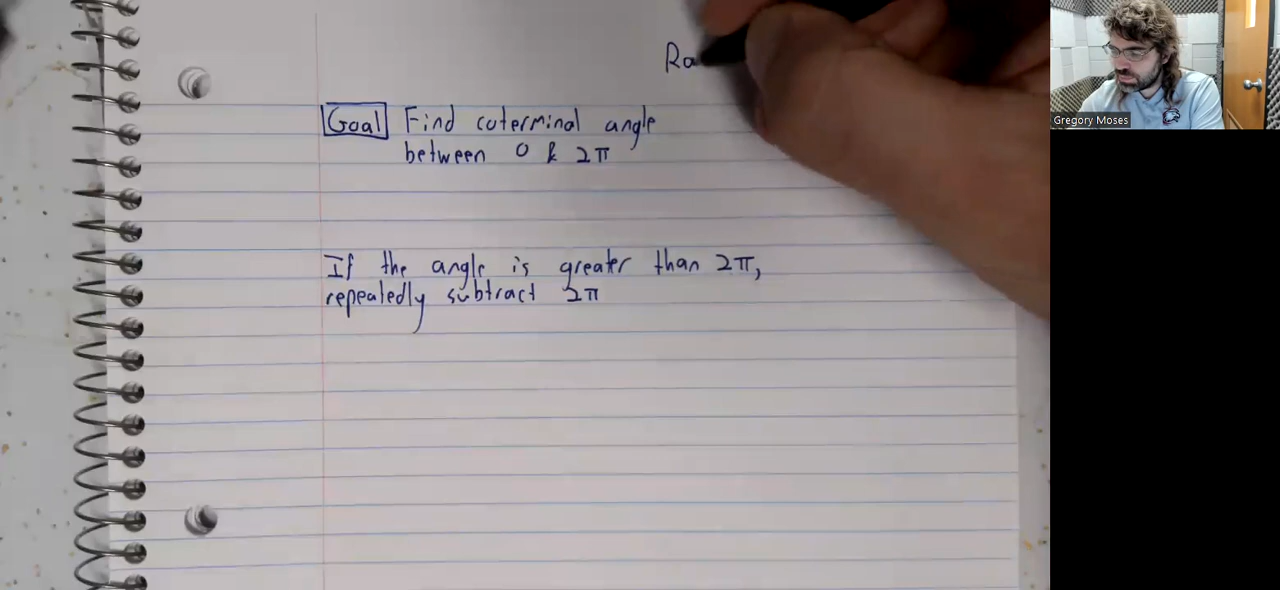 Ra
Goal Find coterminal angle
between 0 & 2π
If the angle is greater than 2π,
repeatedly subtract 2π
Gregory Moses